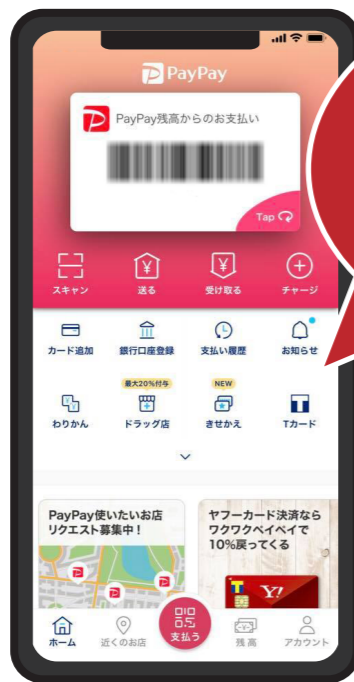 PayPay
PayPay残高からのお支払い
Tap
スキャン
送る
受け取る
チャージ
カード追加
銀行口座登録
支払い履歴
お知らせ
最大20%付与
NEW
わりかん
ドラッグ店
きせかえ
Tカード
PayPay使いたいお店
リクエスト募集中！
ヤフーカード決済なら
ワクワクペイペイで
10%戻ってくる
T
Y!
ホーム
近くのお店
支払う
残高
アカウント